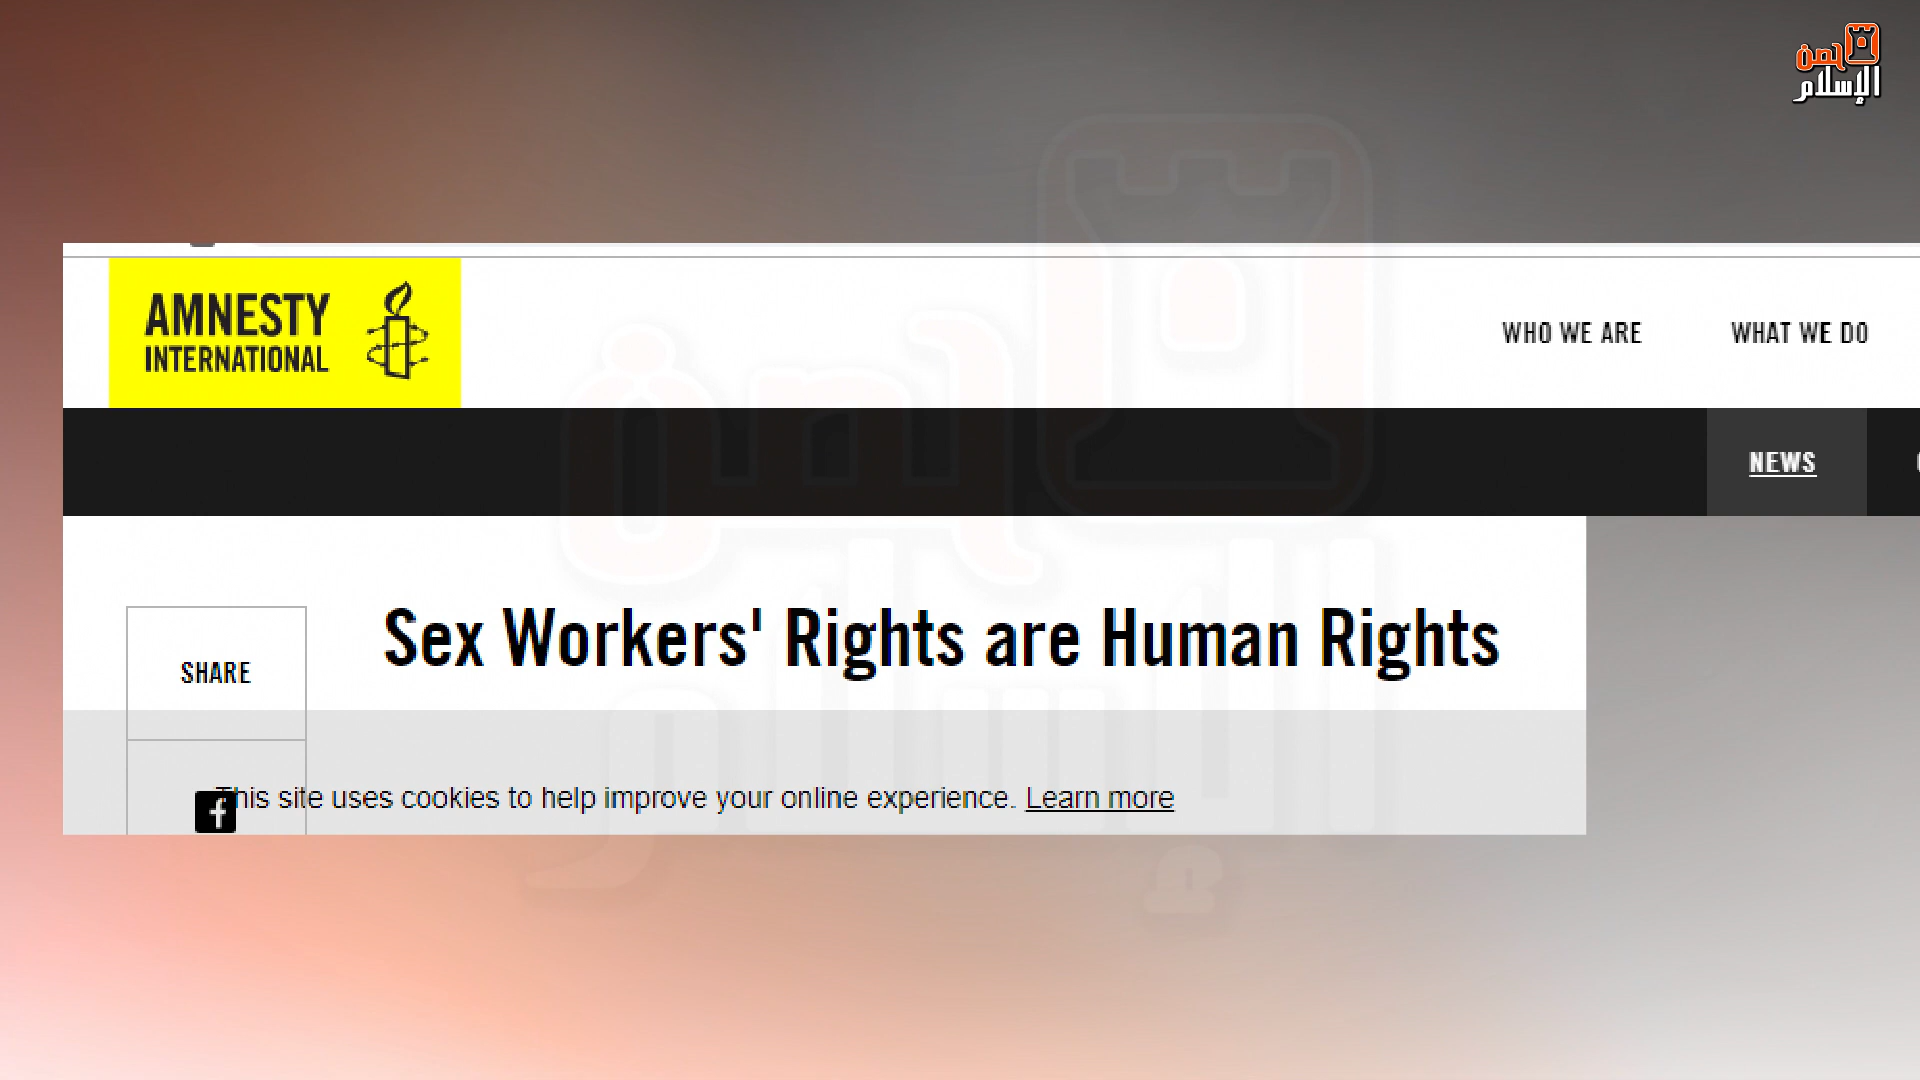 حصن
الإسلام
AMNESTY
INTERNATIONAL
WHO WE ARE
WHAT WE DO
NEWS
Sex Workers' Rights are Human Rights
SHARE
This site uses cookies to help improve your online experience. Learn more